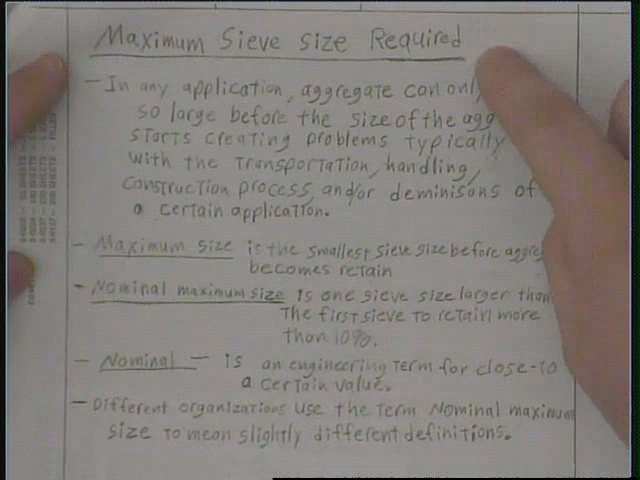 Maximum Sieve Size Required
- In any application, aggregate can onl
so large before the size of the agg
starts creating problems typically
with the transportation, handling,
construction process, and/or deminisons of
a certain application.
- Maximum size is the smallest sieve size before aggre
becomes retain
- Nominal maximum size is one sieve size larger than
the first sieve to retain more
than 10%.
- Nominal - is an engineering term for close-to
a certain value.
- Different organizations use the term Nominal maximum
size to mean slightly different definitions.